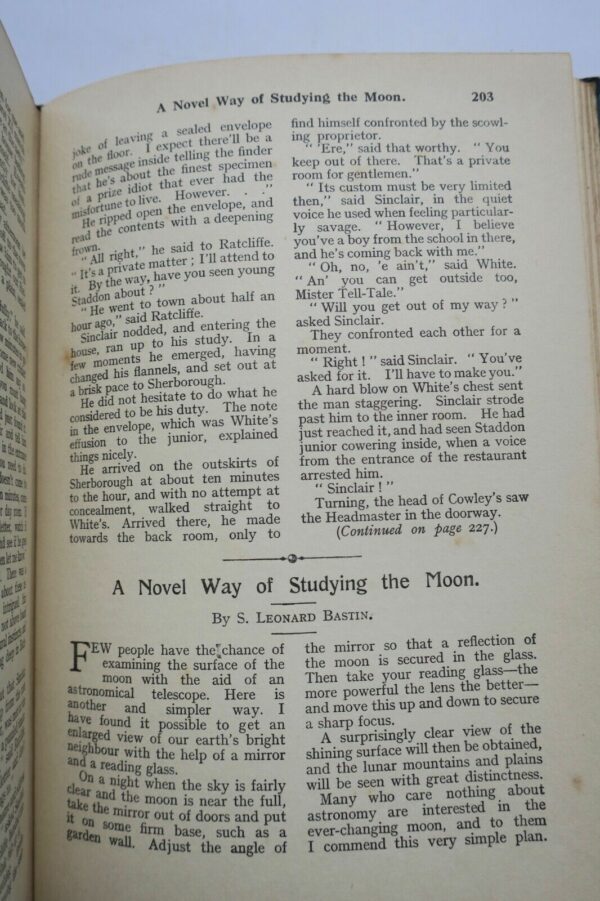 A Novel Way of Studying the Moon. 203
joke of leaving a sealed envelope
on the floor. I expect there'll be a
rude message inside telling the finder
that he's about the finest specimen
of a prize idiot that ever had the
misfortune to live. However. . ."
He ripped open the envelope, and
read the contents with a deepening
frown.
"All right," he said to Ratcliffe.
"It's a private matter; I'll attend to
it. By the way, have you seen young
Staddon about?"
"He went to town about half an
hour ago," said Ratcliffe.
Sinclair nodded, and entering the
house, ran up to his study. In a
few moments he emerged, having
changed his flannels, and set out at
a brisk pace to Sherborough.
He did not hesitate to do what he
considered to be his duty. The note
in the envelope, which was White's
effusion to the junior, explained
things nicely.
He arrived on the outskirts of
Sherborough at about ten minutes
to the hour, and with no attempt at
concealment, walked straight to
White's. Arrived there, he made
towards the back room, only to
find himself confronted by the scowl-
ing proprietor.
"'Ere," said that worthy. "You
keep out of there. That's a private
room for gentlemen."
"Its custom must be very limited
then," said Sinclair, in the quiet
voice he used when feeling particular-
ly savage. "However, I believe
you've a boy from the school in there,
and he's coming back with me."
"Oh, no, 'e ain't," said White.
"An' you can get outside too,
Mister Tell-Tale."
"Will you get out of my way?"
asked Sinclair.
They confronted each other for a
moment.
"Right!" said Sinclair. "You've
asked for it. I'll have to make you."
A hard blow on White's chest sent
the man staggering. Sinclair strode
past him to the inner room. He had
just reached it, and had seen Staddon
junior cowering inside, when a voice
from the entrance of the restaurant
arrested him.
"Sinclair!"
Turning, the head of Cowley's saw
the Headmaster in the doorway.
(Continued on page 227.)
A Novel Way of Studying the Moon.
By S. LEONARD BASTIN.
FEW people have the chance of
examining the surface of the
moon with the aid of an
astronomical telescope. Here is
another and simpler way. I
have found it possible to get an
enlarged view of our earth's bright
neighbour with the help of a mirror
and a reading glass.
On a night when the sky is fairly
clear and the moon is near the full,
take the mirror out of doors and put
it on some firm base, such as a
garden wall. Adjust the angle of
the mirror so that a reflection of
the moon is secured in the glass.
Then take your reading glass—the
more powerful the lens the better—
and move this up and down to secure
a sharp focus.
A surprisingly clear view of the
shining surface will then be obtained,
and the lunar mountains and plains
will be seen with great distinctness.
Many who care nothing about
astronomy are interested in the
ever-changing moon, and to them
I commend this very simple plan.